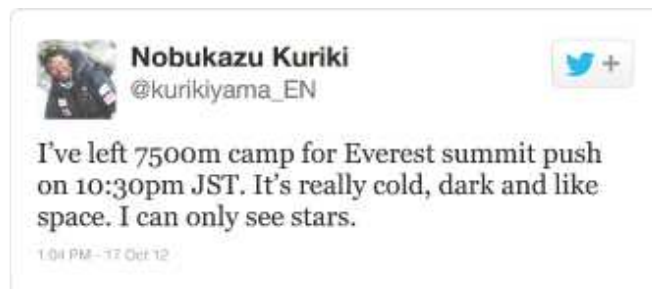 Nobukazu Kuriki
@kurikiyama_EN
I've left 7500m camp for Everest summit push
on 10:30pm JST. It's really cold, dark and like
space. I can only see stars.
1:04 PM - 17 Oct 12